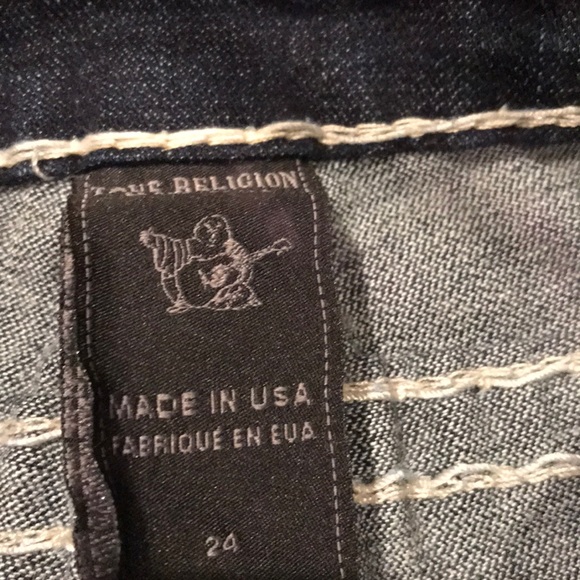 TRUE RELIGION
MADE IN USA
FABRIQUÉ EN EUA
24